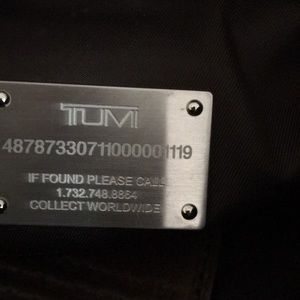 TUMI
48787330711000001119
IF FOUND PLEASE CALL
1.732.748.8864
COLLECT WORLDWIDE